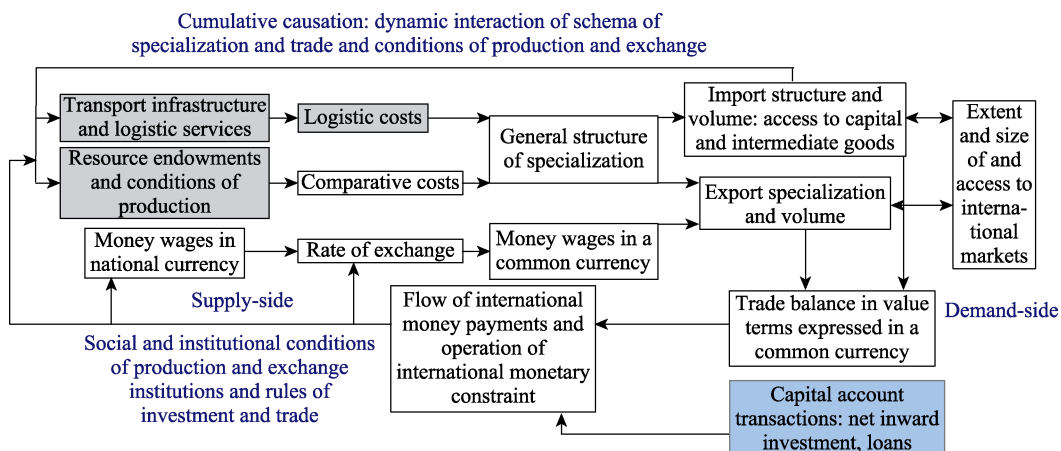 Cumulative causation: dynamic interaction of schema of
specialization and trade and conditions of production and exchange
Transport infrastructure
and logistic services
Logistic costs
Import structure and
volume: access to capital
and intermediate goods
Extent
and size
of and
access to
interna-
tional
markets
General structure
of specialization
Resource endowments
and conditions of
production
Comparative costs
Export specialization
and volume
Money wages in
national currency
Rate of exchange
Money wages in a
common currency
Supply-side
Flow of international
money payments and
operation of
international monetary
constraint
Trade balance in value
terms expressed in a
common currency
Demand-side
Social and institutional conditions
of production and exchange
institutions and rules of
investment and trade
Capital account
transactions: net inward
investment, loans